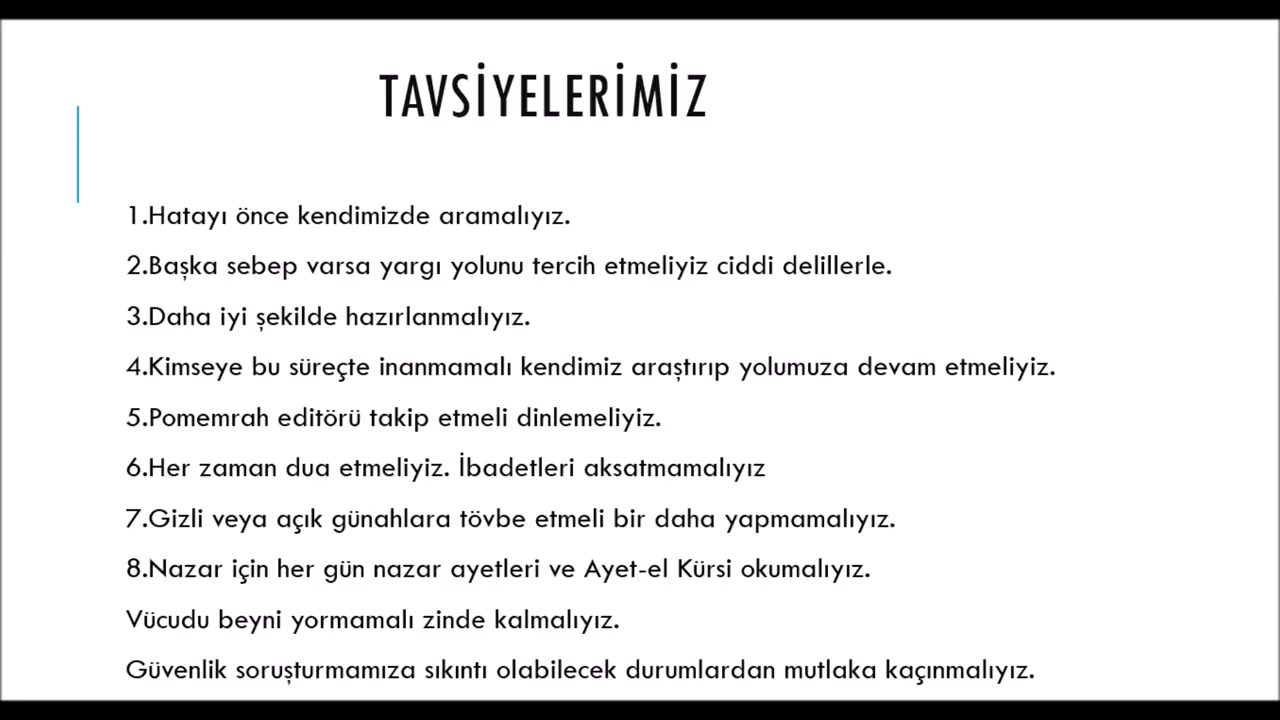 TAVSİYELERİMİZ
1.Hatayı önce kendimizde aramalıyız.
2.Başka sebep varsa yargı yolunu tercih etmeliyiz ciddi delillerle.
3.Daha iyi şekilde hazırlanmalıyız.
4.Kimseye bu süreçte inanmamalı kendimiz araştırıp yolumuza devam etmeliyiz.
5.Pomemrah editörü takip etmeli dinlemeliyiz.
6.Her zaman dua etmeliyiz. İbadetleri aksatmamalıyız
7.Gizli veya açık günahlara tövbe etmeli bir daha yapmamalıyız.
8.Nazar için her gün nazar ayetleri ve Ayet-el Kürsi okumalıyız.
Vücudu beyni yormamalı zinde kalmalıyız.
Güvenlik soruşturmamıza sıkıntı olabilecek durumlardan mutlaka kaçınmalıyız.